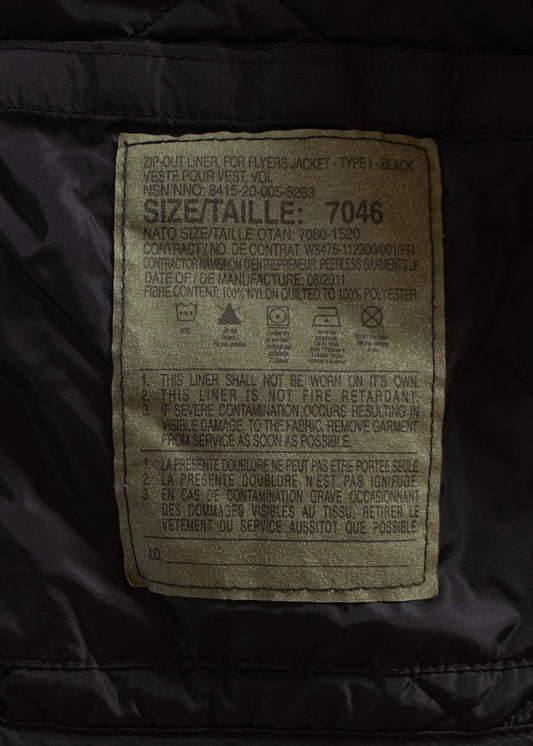 ZIP-OUT LINER, FOR FLYERS JACKET - TYPE I - BLACK
VESTE POUR VEST, VOL
NSN/NNO: 8415-20-005-5283
SIZE/TAILLE: 7046
NATO SIZE/TAILLE OTAN: 7080-1520
CONTRACT / NO. DE CONTRAT: W8476-112300/001/PR
CONTRACTOR NAME/NON D'ENTREPRENEUR: PEERLESS GARMENTS LP
DATE OF / DE MANUFACTURE: 08/2011
FIBRE CONTENT: 100% NYLON QUILTED TO 100% POLYESTER
1. THIS LINER SHALL NOT BE WORN ON IT'S OWN.
2. THIS LINER IS NOT FIRE RETARDANT.
3. IF SEVERE CONTAMINATION OCCURS RESULTING IN
VISIBLE DAMAGE, TO THE FABRIC, REMOVE GARMENT
FROM SERVICE AS SOON AS POSSIBLE.
1. LA PRESENTE DOUBLURE NE PEUT PAS ETRE PORTEE SEULE.
2. LA PRESENTE DOUBLURE N'EST PAS IGNIFUGE.
3. EN CAS DE CONTAMINATION GRAVE OCCASIONNANT
DES DOMMAGES VISIBLES AU TISSU, RETIRER LE
VETEMENT DU SERVICE AUSSITOT QUE POSSIBLE
I.D.